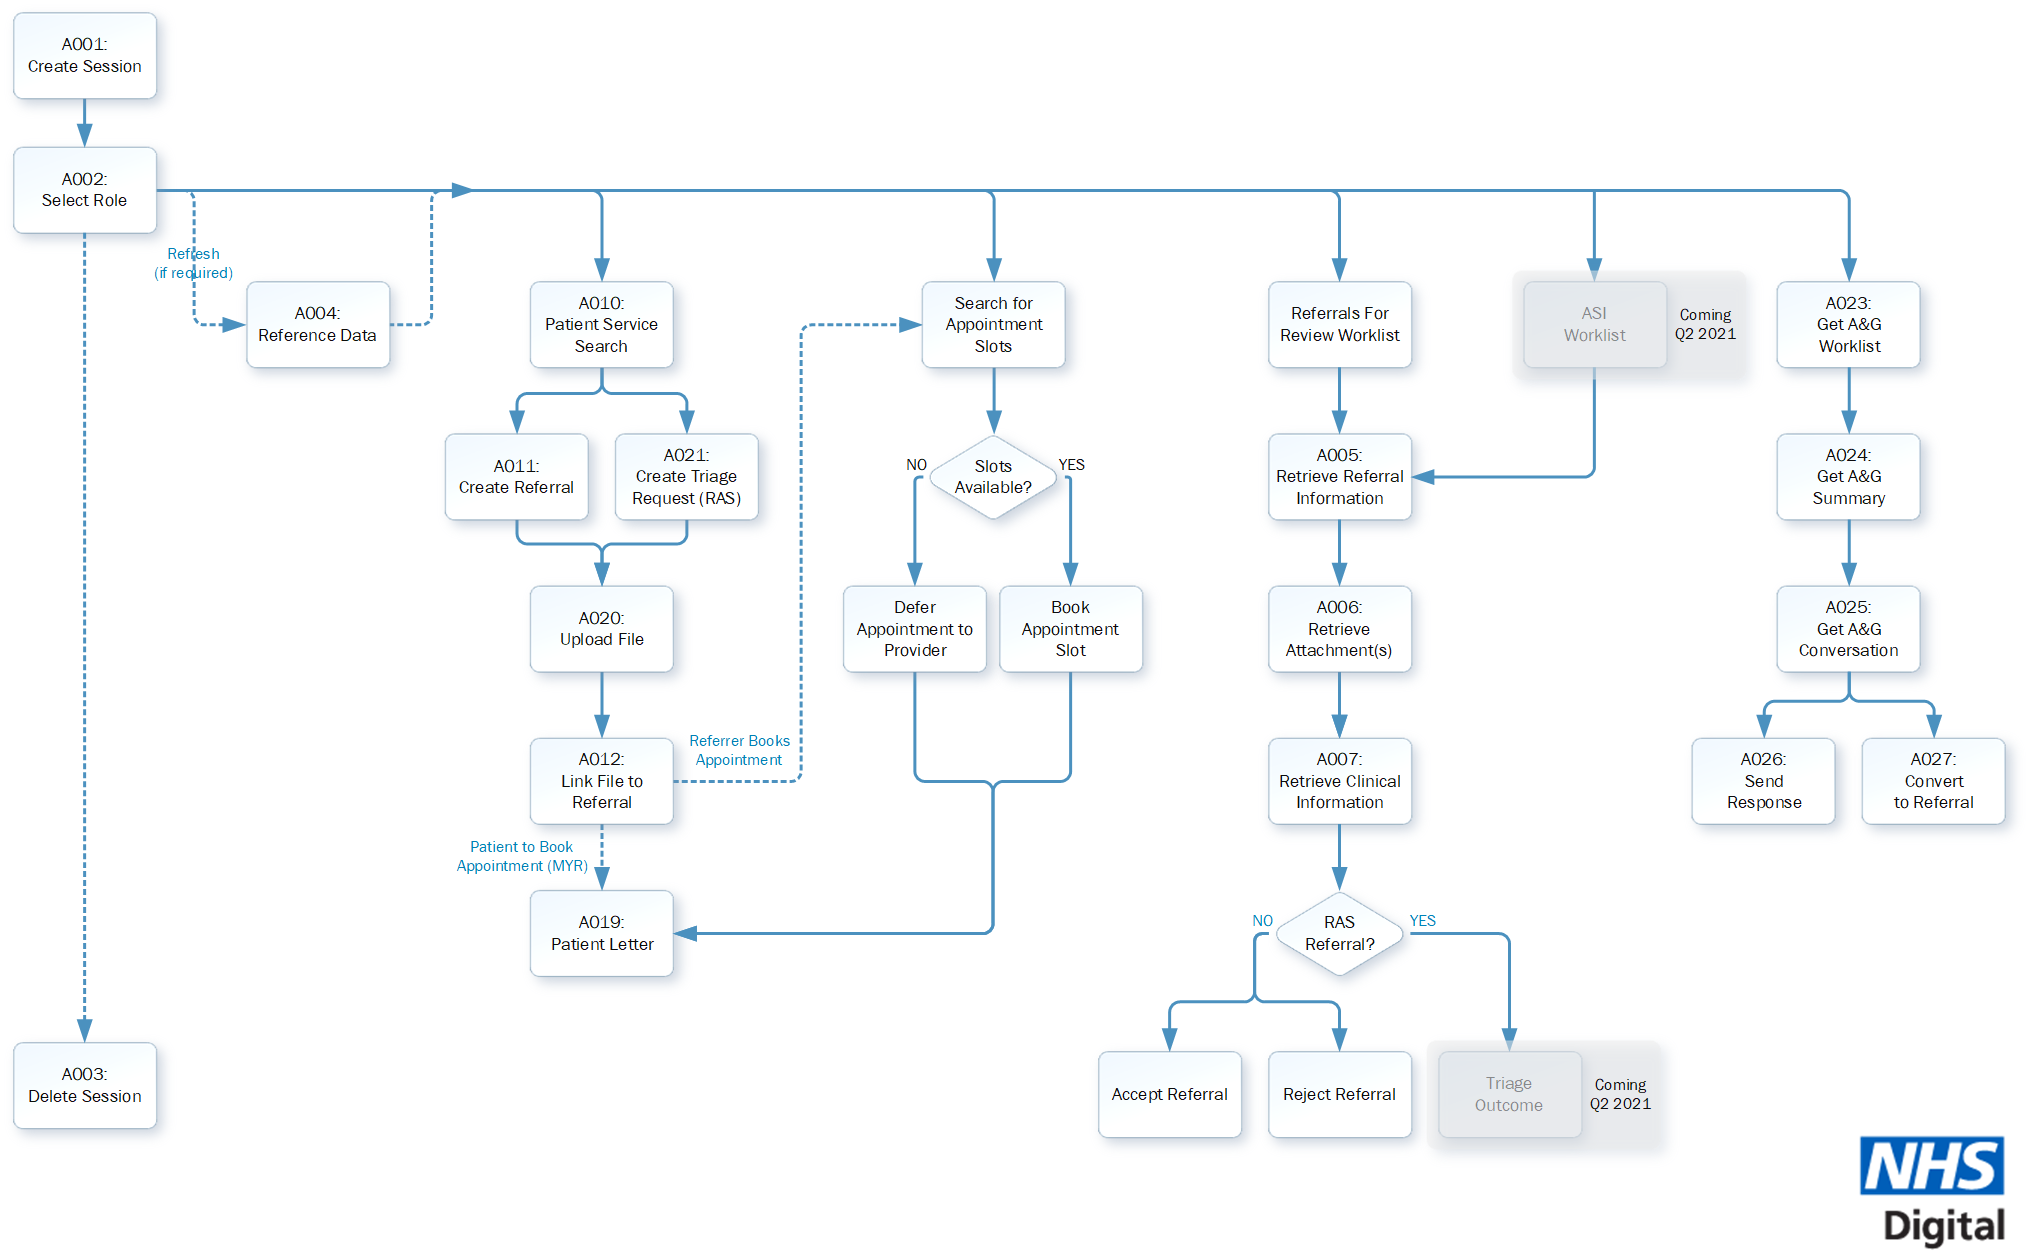 A001:
Create Session
A002:
Select Role
Refresh
(if required)
A004:
Reference Data
A010:
Patient Service
Search
Search for
Appointment
Slots
Referrals For
Review Worklist
ASI
Worklist
Coming
Q2 2021
A023:
Get A&G
Worklist
A011:
Create Referral
A021:
Create Triage
Request (RAS)
NO
Slots
Available?
YES
A005:
Retrieve Referral
Information
A024:
Get A&G
Summary
A020:
Upload File
Defer
Appointment to
Provider
Book
Appointment
Slot
A006:
Retrieve
Attachment(s)
A025:
Get A&G
Conversation
A012:
Link File to
Referral
Referrer Books
Appointment
A007:
Retrieve Clinical
Information
A026:
Send
Response
A027:
Convert
to Referral
Patient to Book
Appointment (MYR)
A019:
Patient Letter
NO
RAS
Referral?
YES
A003:
Delete Session
Accept Referral
Reject Referral
Triage
Outcome
Coming
Q2 2021
NHS
Digital